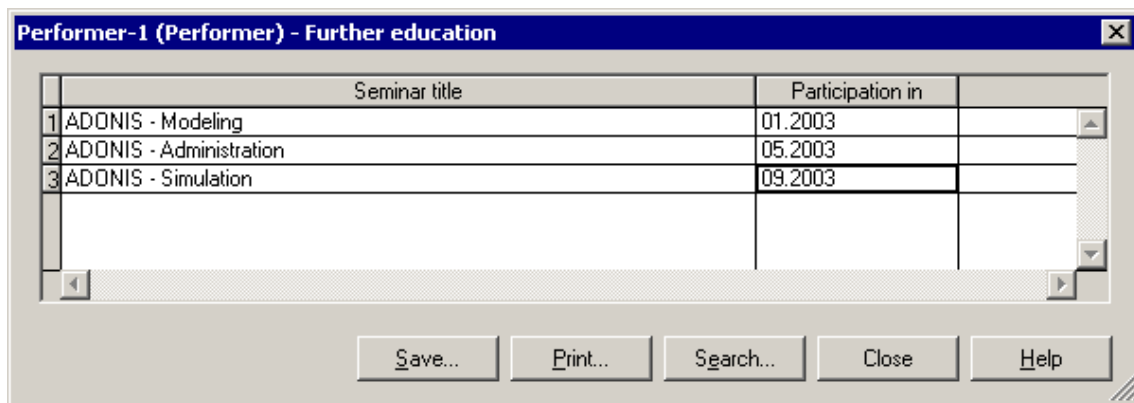 Performer-1 (Performer) - Further education
Seminar title Participation in
1 ADONIS - Modeling 01.2003
2 ADONIS - Administration 05.2003
3 ADONIS - Simulation 09.2003
Save... Print... Search... Close Help